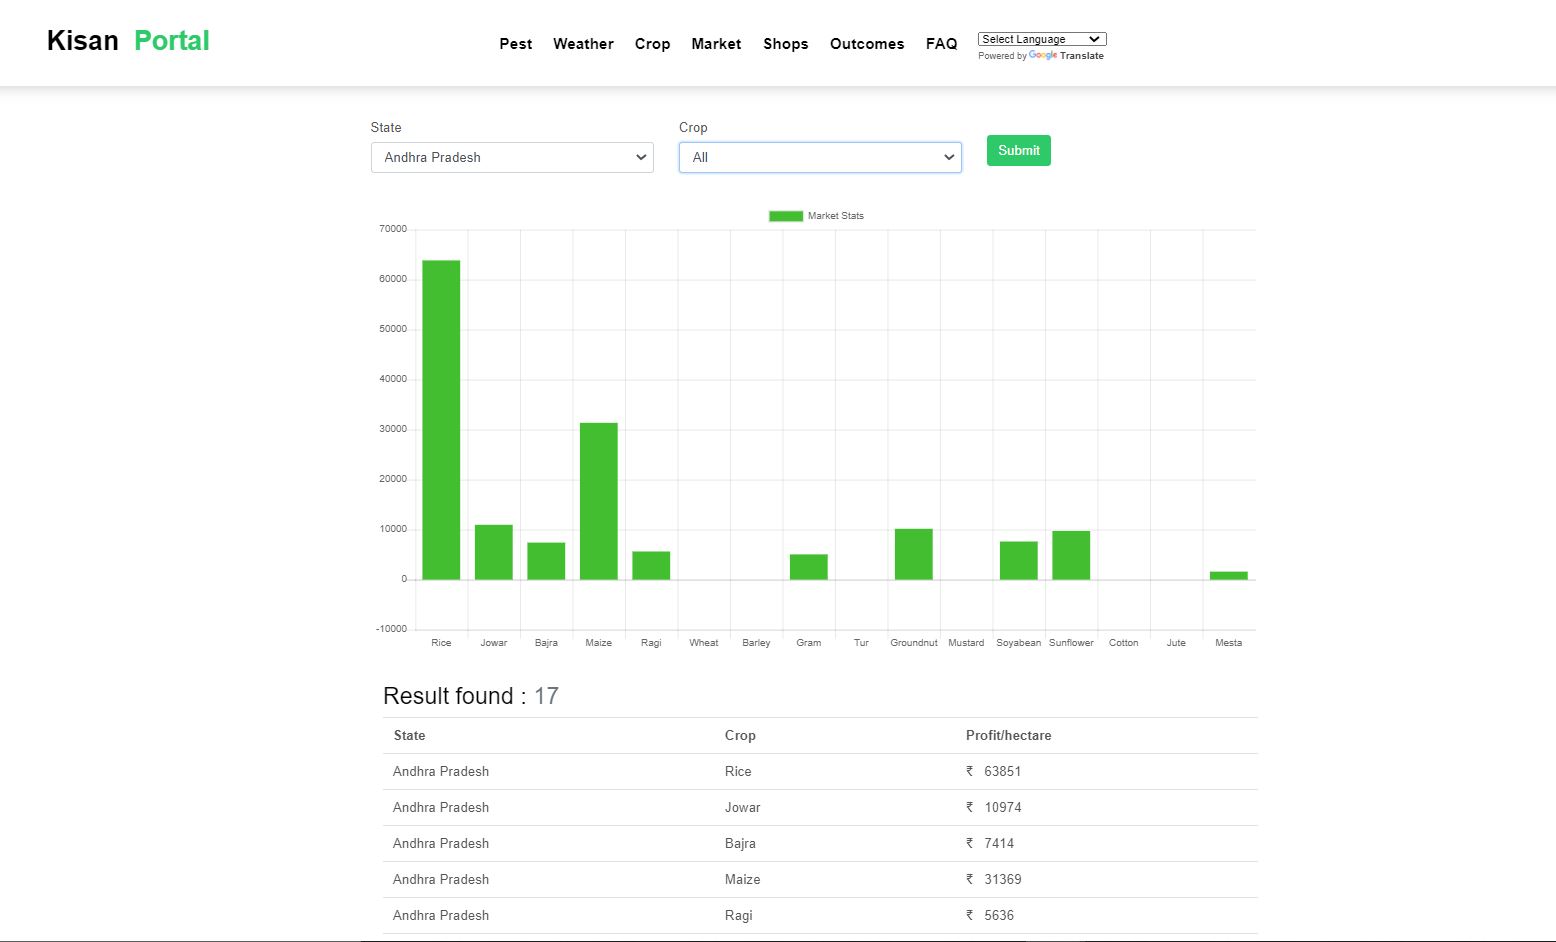 Kisan Portal
Pest Weather Crop Market Shops Outcomes FAQ
Select Language
Powered by Google Translate
State Crop
Andhra Pradesh All Submit
Market Stats
70000
60000
50000
40000
30000
20000
10000
0
-10000
Rice Jowar Bajra Maize Ragi Wheat Barley Gram Tur Groundnut Mustard Soyabean Sunflower Cotton Jute Mesta
Result found : 17
State Crop Profit/hectare
Andhra Pradesh Rice ₹ 63851
Andhra Pradesh Jowar ₹ 10974
Andhra Pradesh Bajra ₹ 7414
Andhra Pradesh Maize ₹ 31369
Andhra Pradesh Ragi ₹ 5636